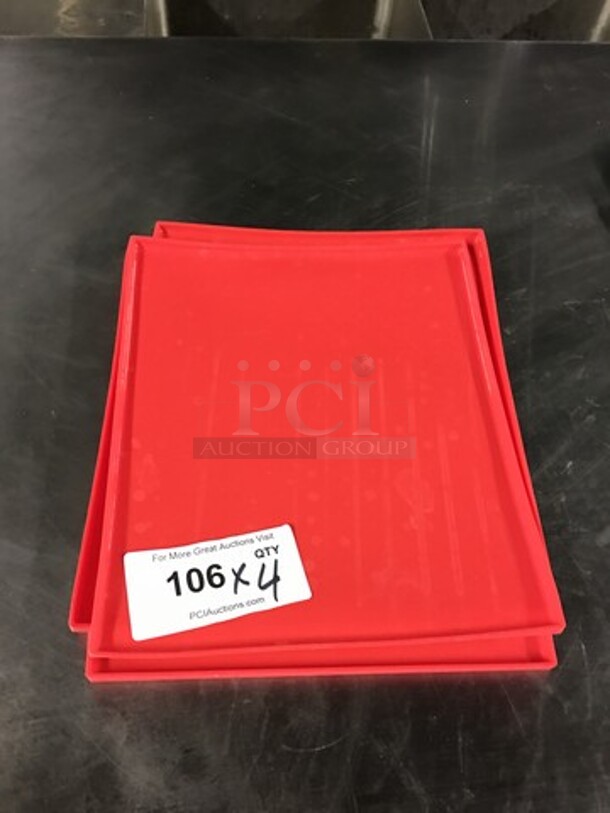 PCI
AUCTION GROUP
For More Great Auctions Visit
QTY
106 x 4
PCIAuctions.com